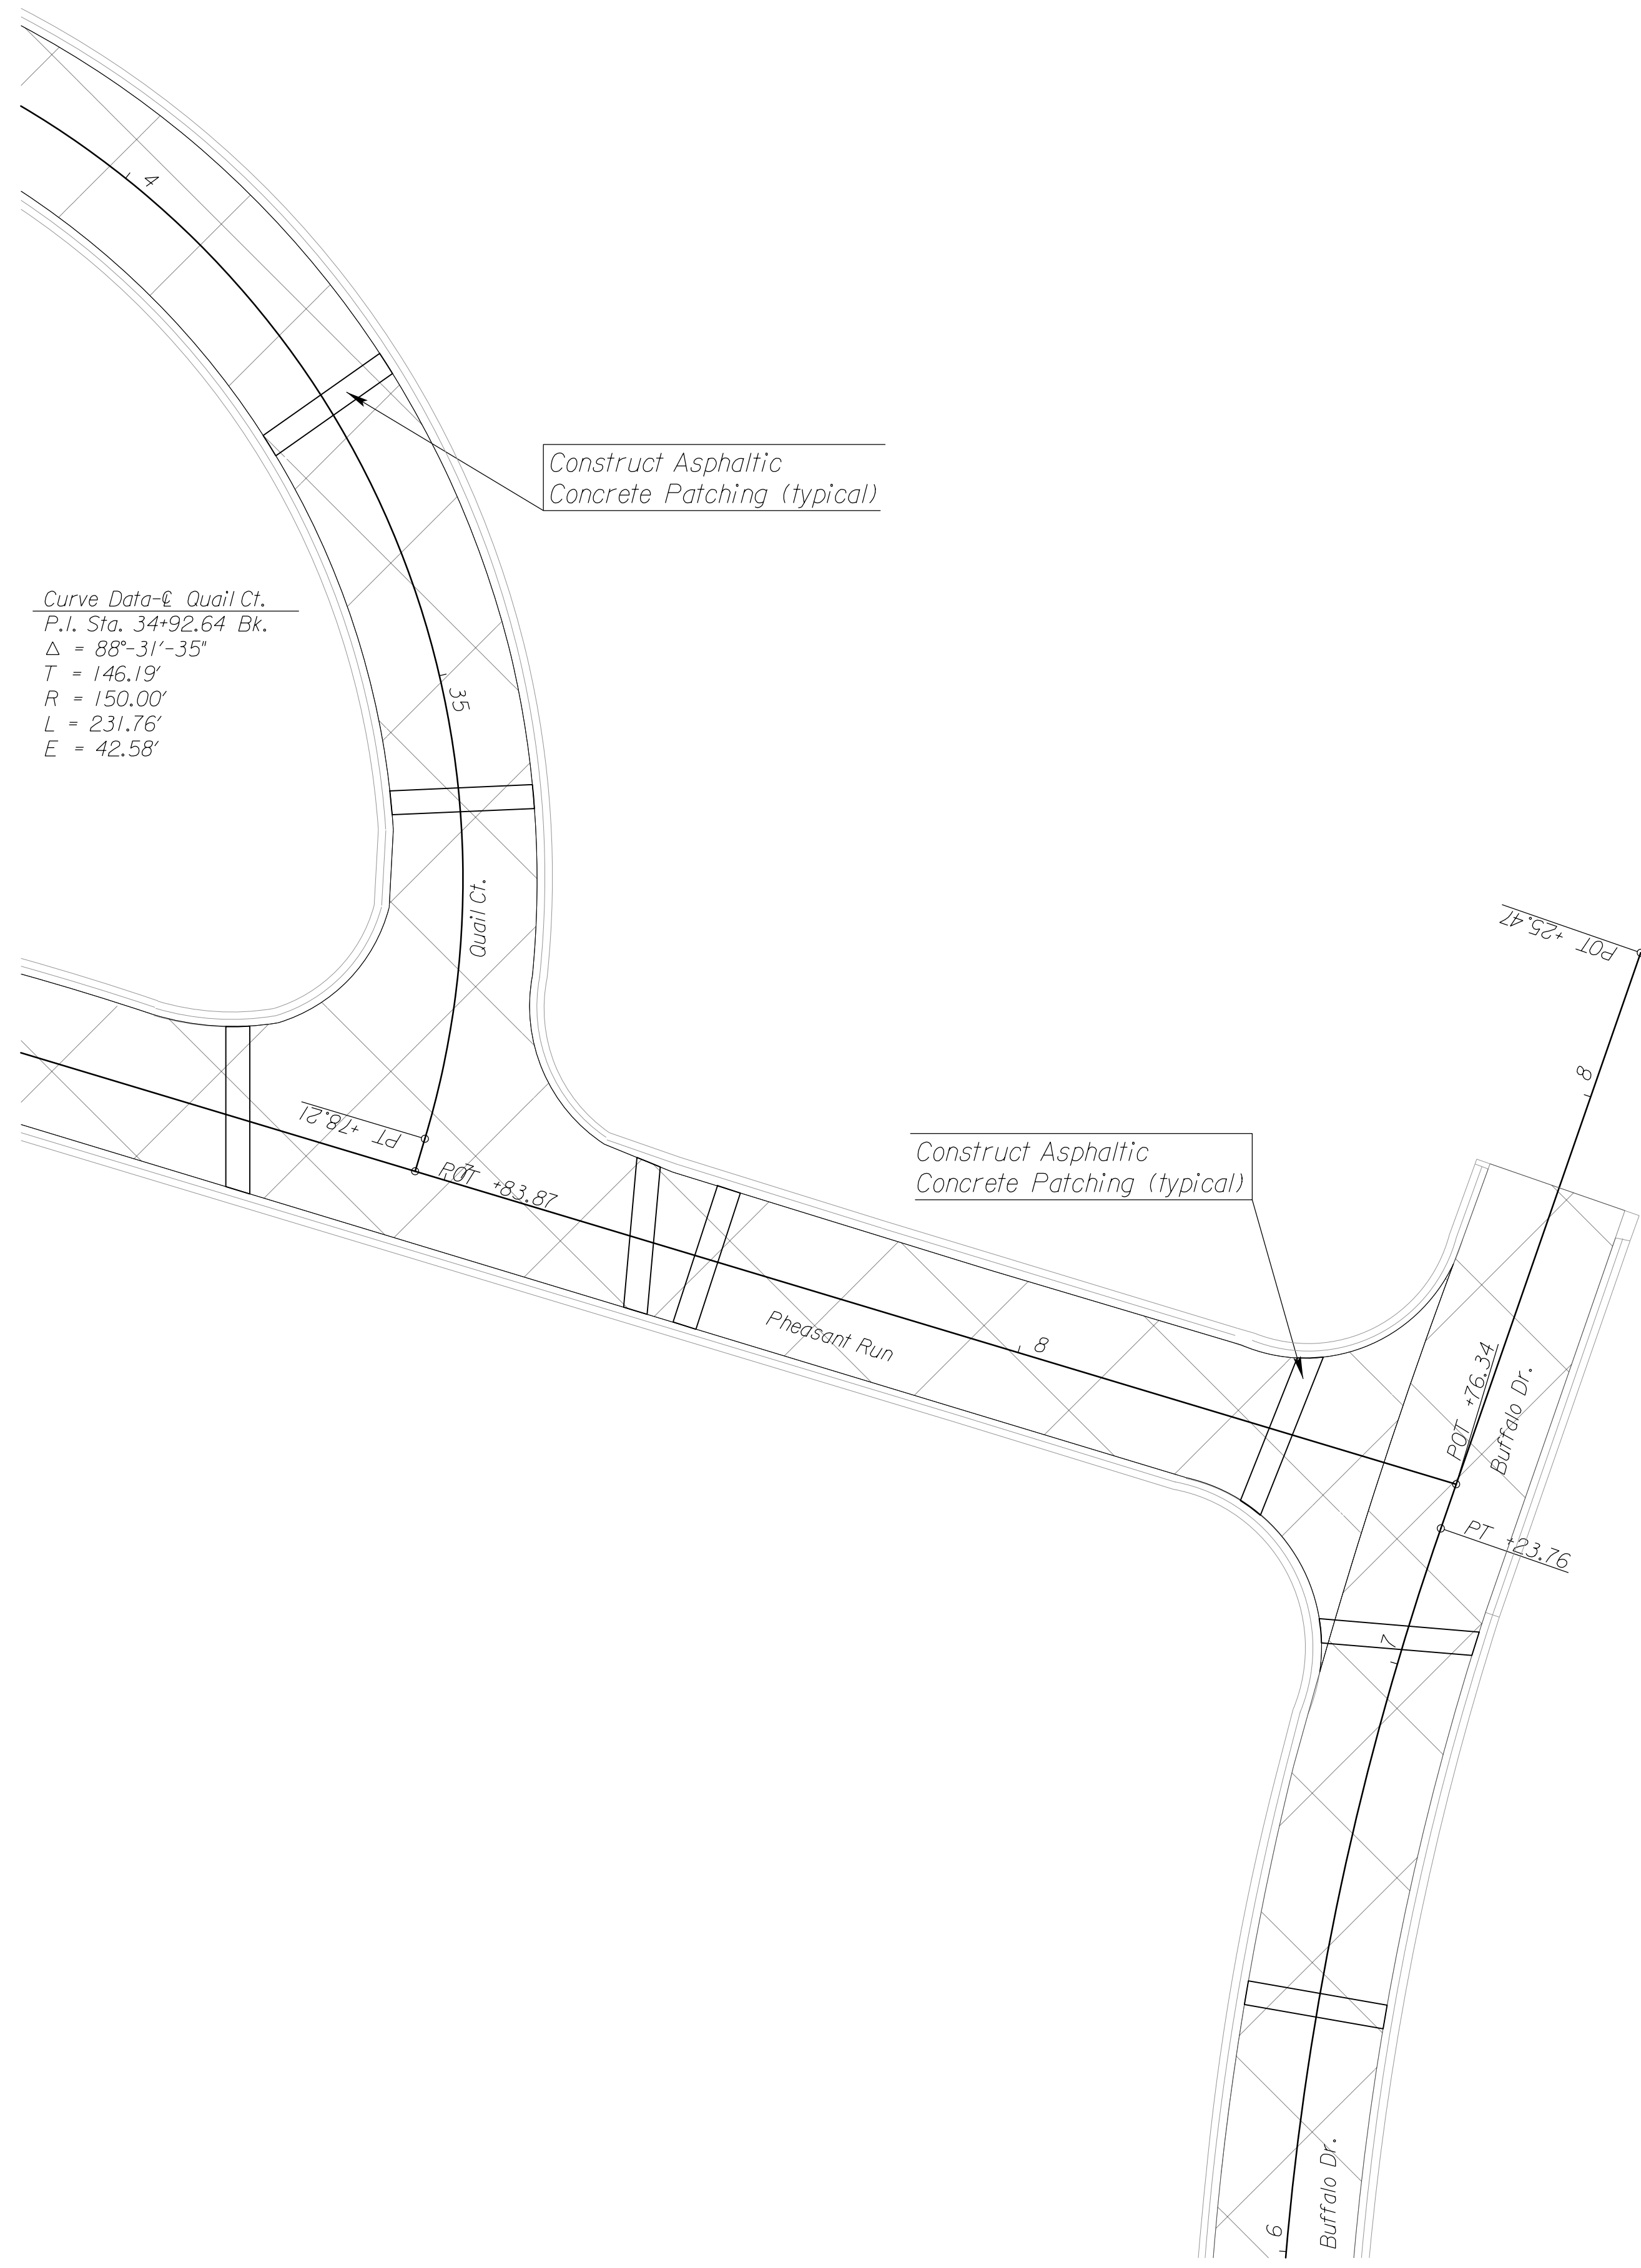 4
Construct Asphaltic
Concrete Patching (typical)
Curve Data-℄ Quail Ct.
P.I. Sta. 34+92.64 Bk.
Δ = 88°-31'-35"
T = 146.19'
R = 150.00'
L = 231.76'
E = 42.58'
35
Quail Ct.
POT +25.47
8
PT +78.21
7
POT +83.87
Construct Asphaltic
Concrete Patching (typical)
Pheasant Run
8
POT +76.34
Buffalo Dr.
PT +23.76
7
Buffalo Dr.
6